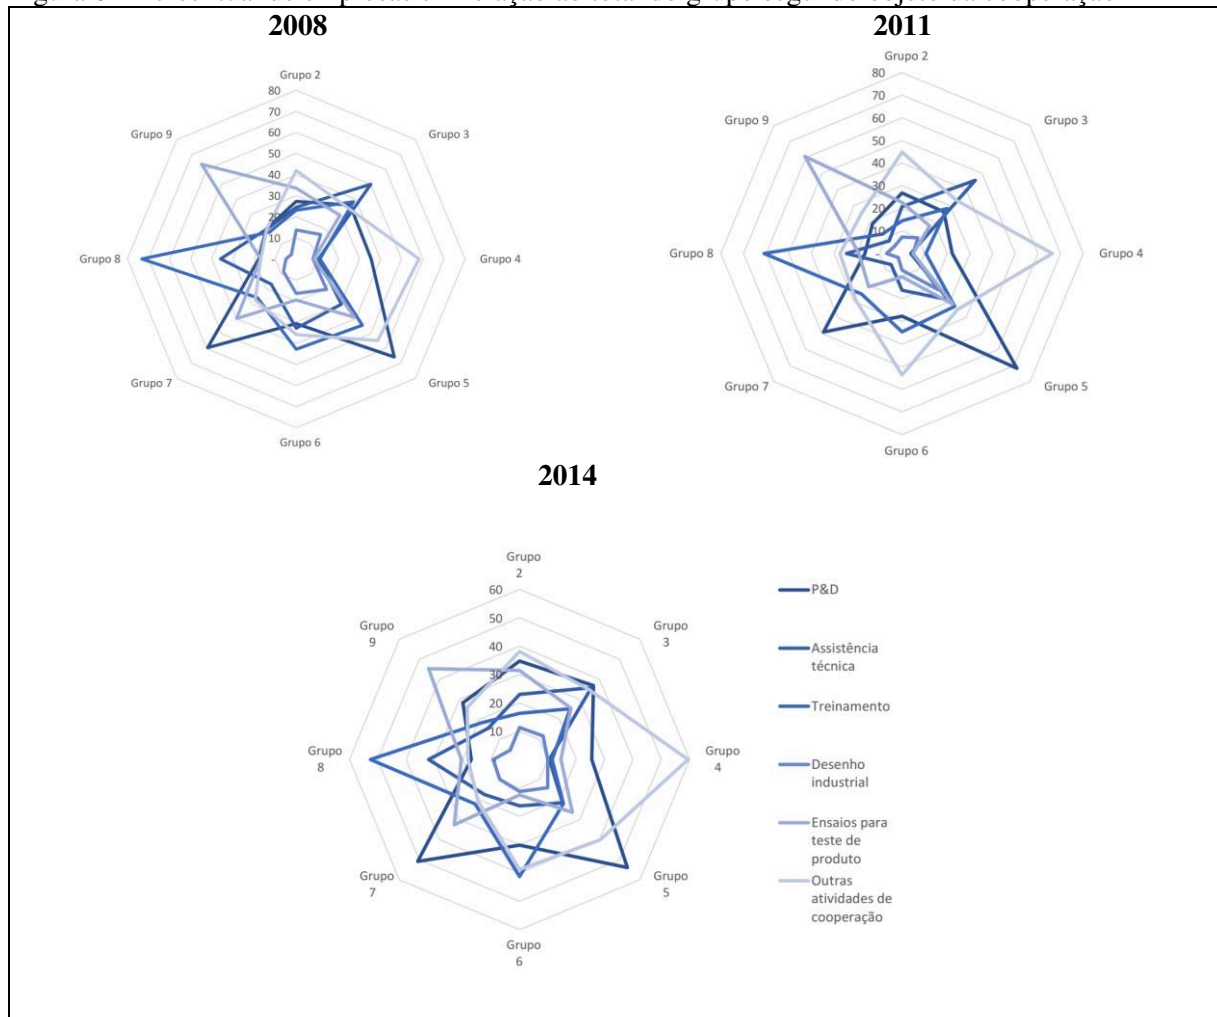 2008
Grupo 2
80
70
60
50
40
30
20
10
-
Grupo 3
Grupo 4
Grupo 5
Grupo 6
Grupo 7
Grupo 8
Grupo 9
2011
Grupo 2
80
70
60
50
40
30
20
10
-
Grupo 3
Grupo 4
Grupo 5
Grupo 6
Grupo 7
Grupo 8
Grupo 9
2014
Grupo
2
60
50
40
30
20
10
Grupo
3
Grupo
4
Grupo
5
Grupo
6
Grupo
7
Grupo
8
Grupo
9
P&D
Assistência
técnica
Treinamento
Desenho
industrial
Ensaios para
teste de
produto
Outras
atividades de
cooperação